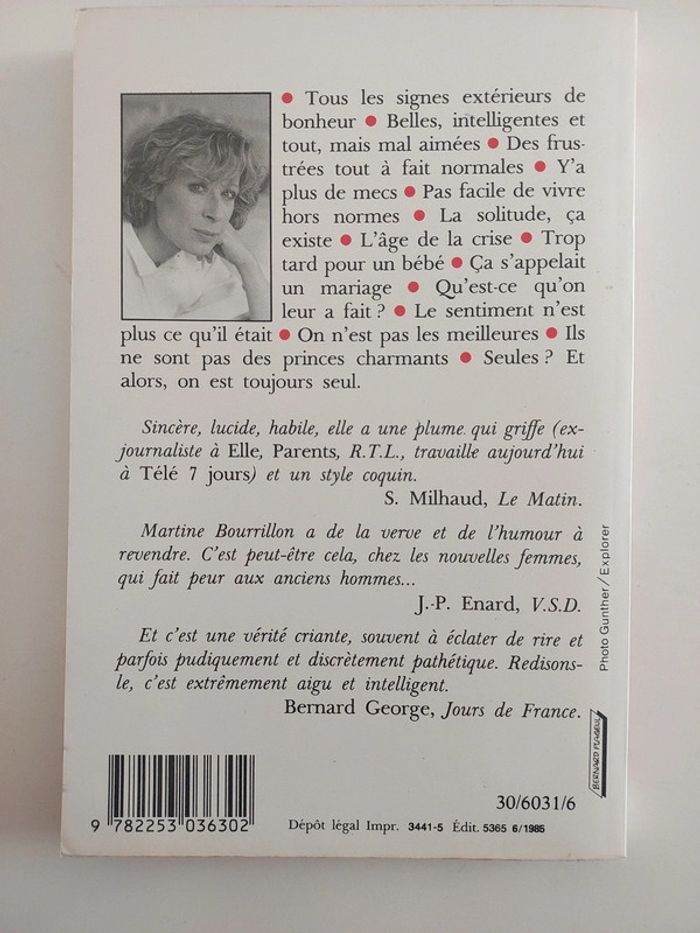 ● Tous les signes extérieurs de
bonheur ● Belles, intelligentes et
tout, mais mal aimées ● Des frus-
trées tout à fait normales ● Y'a
plus de mecs ● Pas facile de vivre
hors normes ● La solitude, ça
existe ● L'âge de la crise ● Trop
tard pour un bébé ● Ça s'appelait
un mariage ● Qu'est-ce qu'on
leur a fait ? ● Le sentiment n'est
plus ce qu'il était ● On n'est pas les meilleures ● Ils
ne sont pas des princes charmants ● Seules ? Et
alors, on est toujours seul.
Sincère, lucide, habile, elle a une plume qui griffe (ex-
journaliste à Elle, Parents, R.T.L., travaille aujourd'hui
à Télé 7 jours) et un style coquin.
S. Milhaud, Le Matin.
Martine Bourrillon a de la verve et de l'humour à
revendre. C'est peut-être cela, chez les nouvelles femmes,
qui fait peur aux anciens hommes...
J.-P. Enard, V.S.D.
Et c'est une vérité criante, souvent à éclater de rire et
parfois pudiquement et discrètement pathétique. Redisons-
le, c'est extrêmement aigu et intelligent.
Bernard George, Jours de France.
Photo Gunther / Explorer
BERNARD PLAGEUL
30/6031/6
9 782253 036302
Dépôt légal Impr. 3441-5 Édit. 5365 6/1985